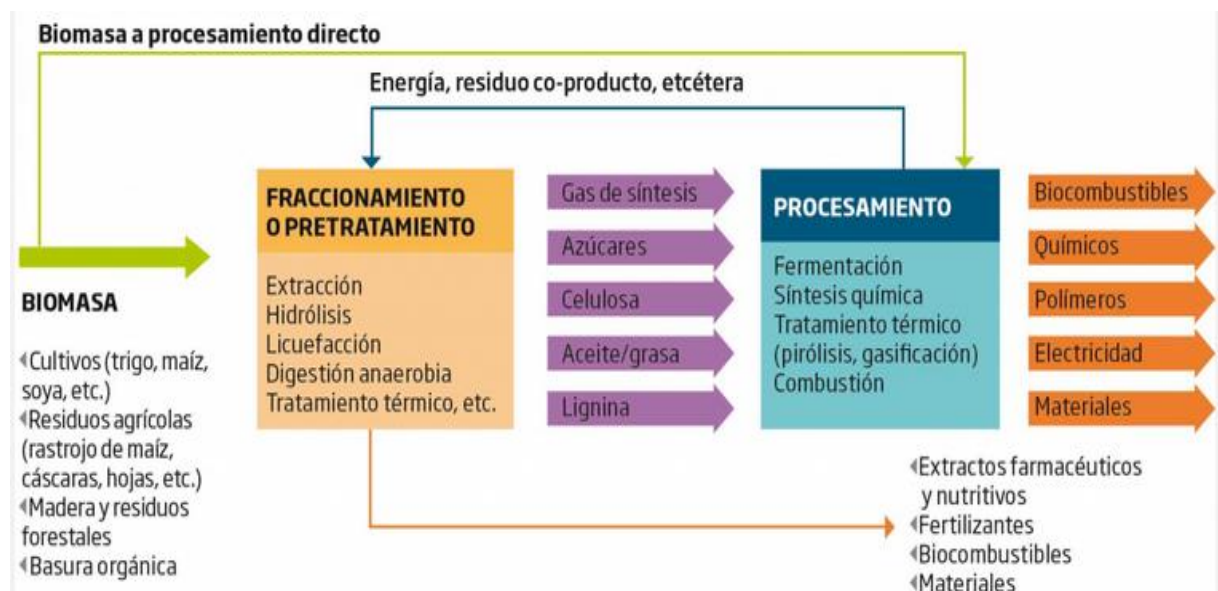 Biomasa a procesamiento directo
Energía, residuo co-producto, etcétera
BIOMASA
◀Cultivos (trigo, maíz,
soya, etc.)
◀Residuos agrícolas
(rastrojo de maíz,
cáscaras, hojas, etc.)
◀Madera y residuos
forestales
◀Basura orgánica
FRACCIONAMIENTO
O PRETRATAMIENTO
Extracción
Hidrólisis
Licuefacción
Digestión anaerobia
Tratamiento térmico, etc.
Gas de síntesis
Azúcares
Celulosa
Aceite/grasa
Lignina
PROCESAMIENTO
Fermentación
Síntesis química
Tratamiento térmico
(pirólisis, gasificación)
Combustión
Biocombustibles
Químicos
Polímeros
Electricidad
Materiales
◀Extractos farmacéuticos
y nutritivos
◀Fertilizantes
◀Biocombustibles
◀Materiales